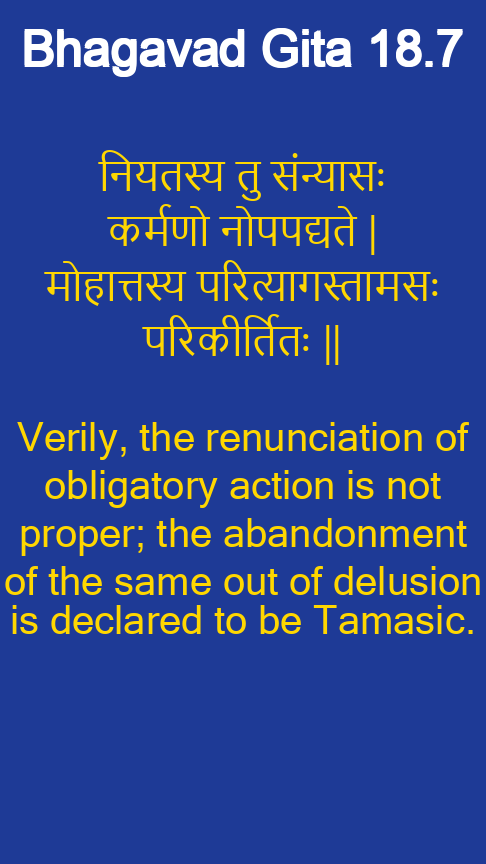 Bhagavad Gita 18.7
नियतस्य तु संन्यासः
कर्मणो नोपपद्यते |
मोहात्तस्य परित्यागस्तामसः
परिकीर्तितः ||
Verily, the renunciation of
obligatory action is not
proper; the abandonment
of the same out of delusion
is declared to be Tamasic.